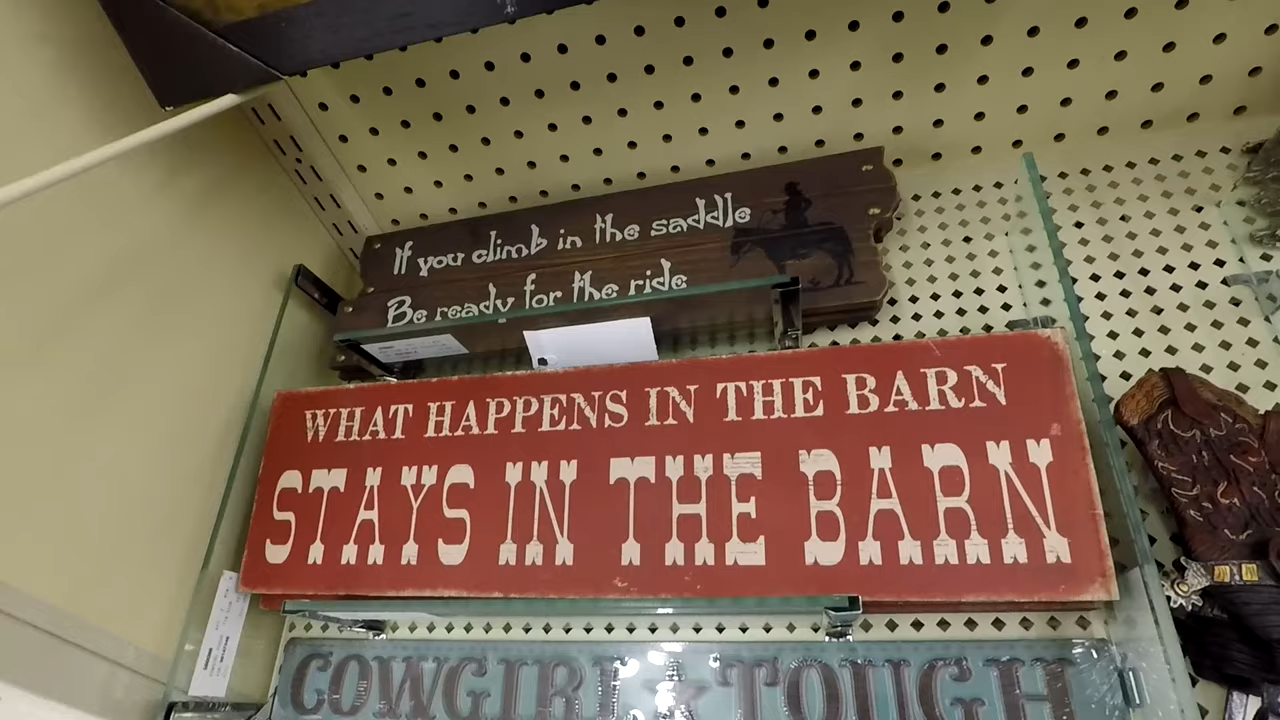 If you climb in the saddle
Be ready for the ride
WHAT HAPPENS IN THE BARN
STAYS IN THE BARN
COWGIRL TOUGH